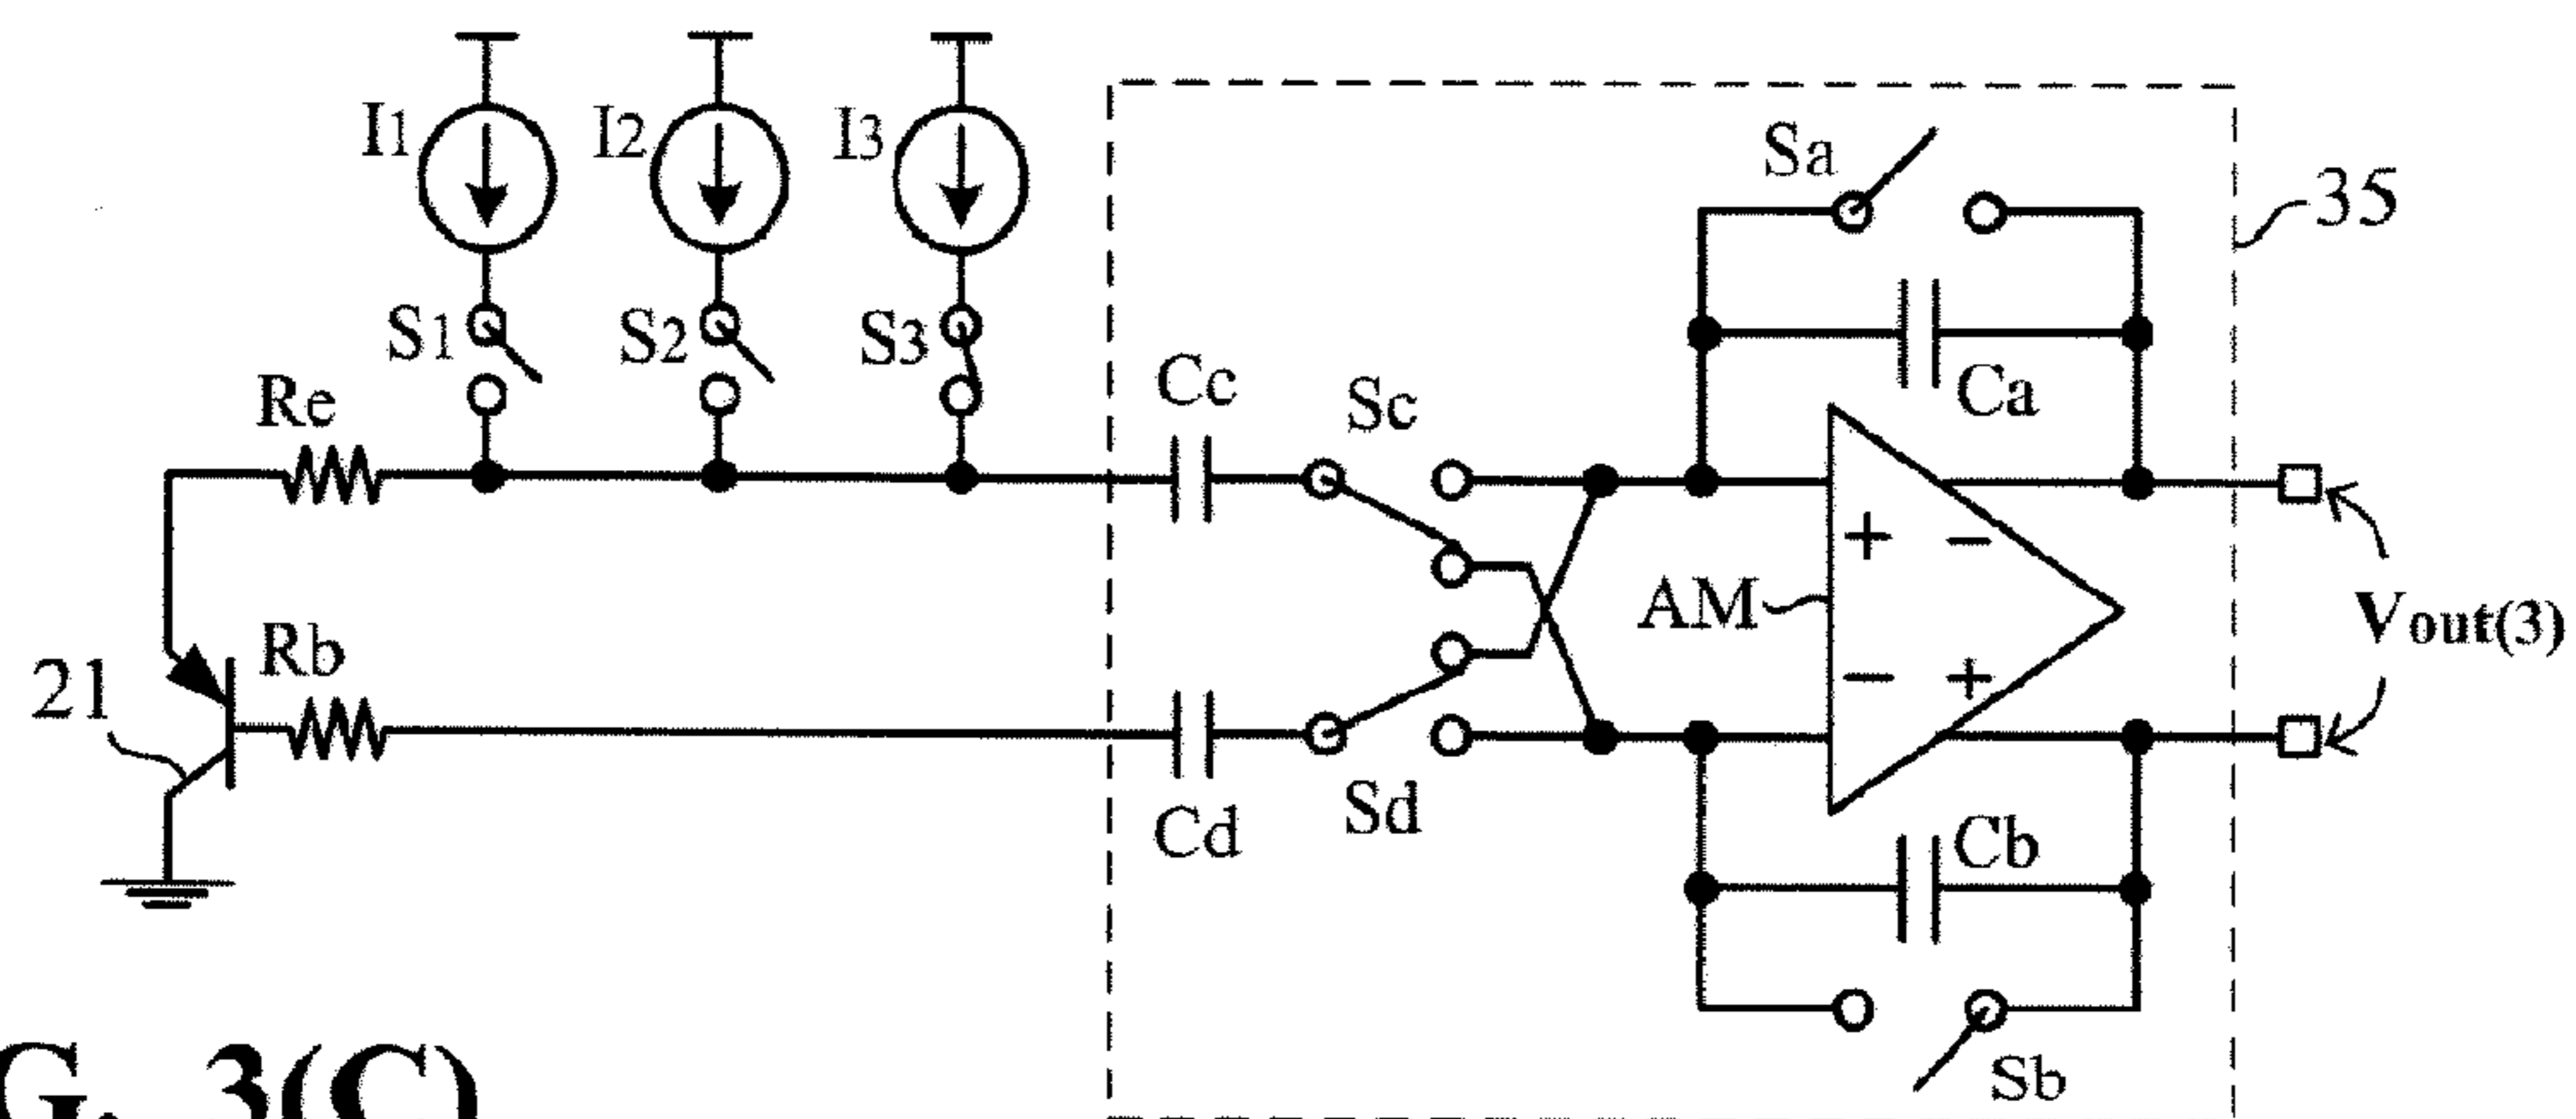 I1 I2 I3
Sa
35
S1 S2 S3
Re
Cc Sc
Ca
+ −
AM
Vout(3)
21 Rb
− +
Cd Sd
Cb
Sb
G. 3(C)